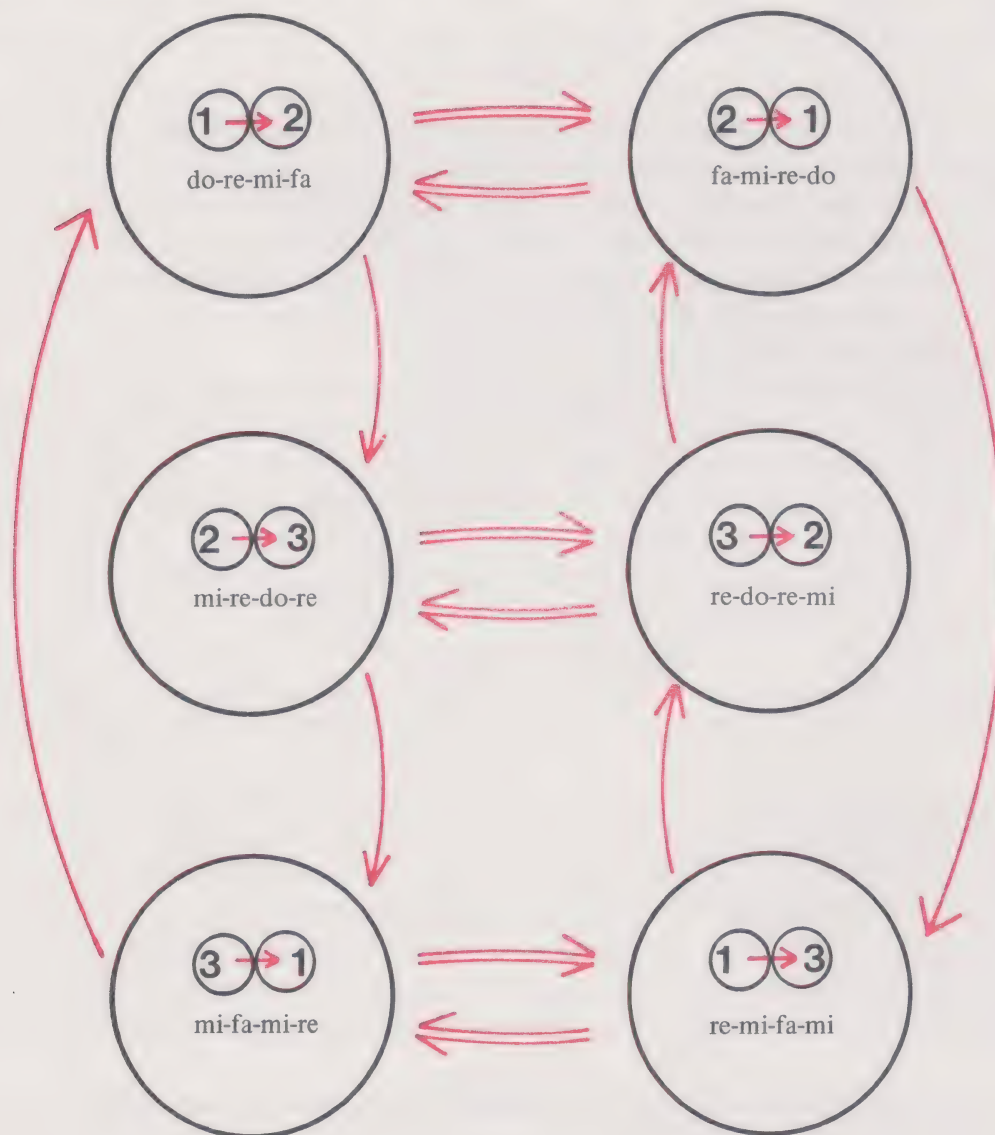 1 → 2 2 → 1
do-re-mi-fa fa-mi-re-do
2 → 3 3 → 2
mi-re-do-re re-do-re-mi
3 → 1 1 → 3
mi-fa-mi-re re-mi-fa-mi